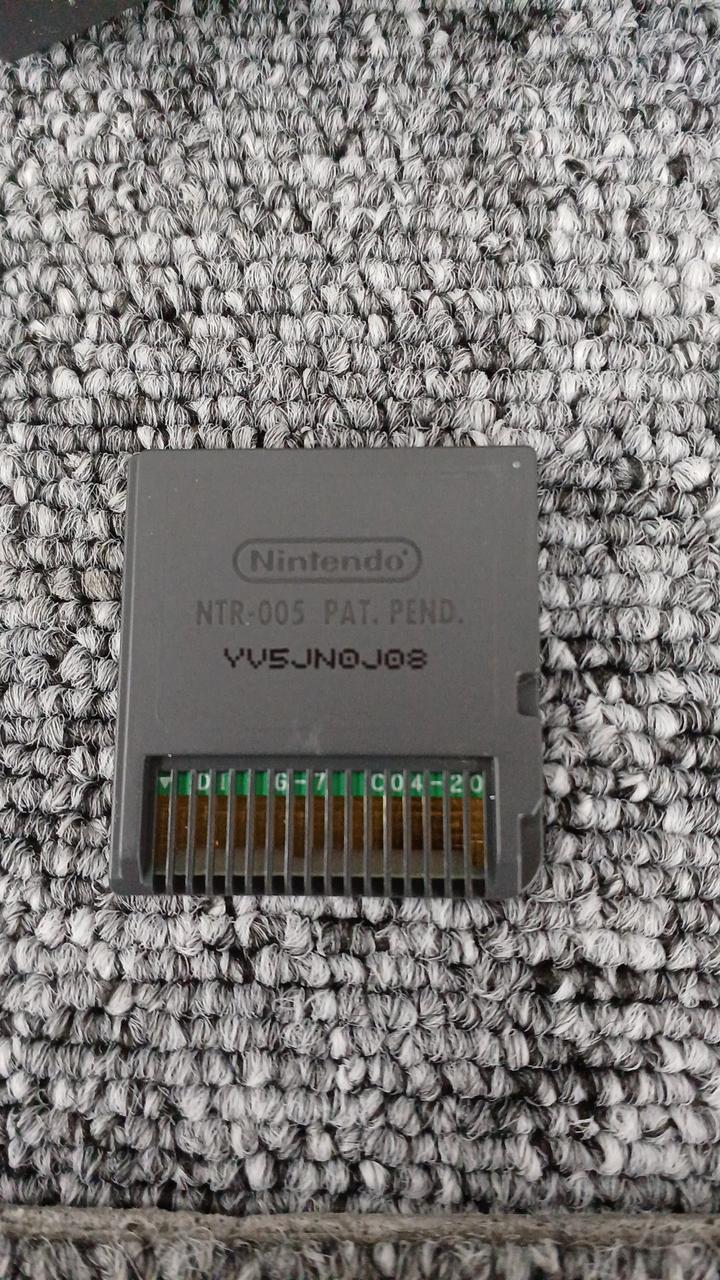 Nintendo
NTR-005 PAT. PEND.
YV5JN0J08
G-7 C04-20